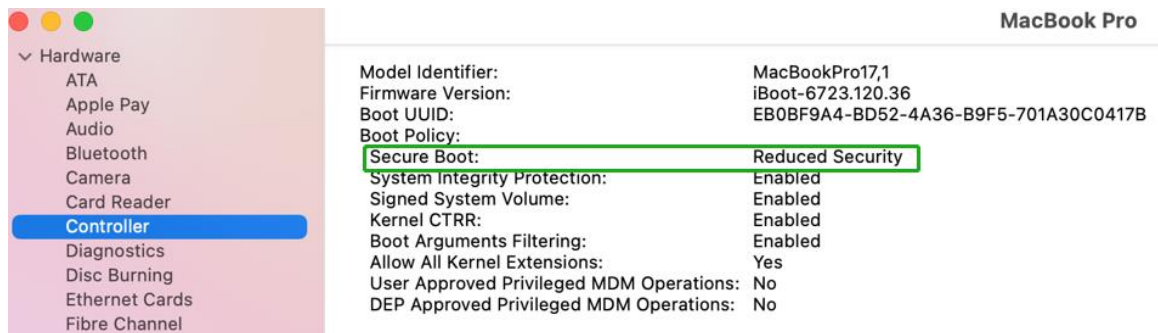 MacBook Pro
Hardware
ATA
Apple Pay
Audio
Bluetooth
Camera
Card Reader
Controller
Diagnostics
Disc Burning
Ethernet Cards
Fibre Channel
Model Identifier: MacBookPro17,1
Firmware Version: iBoot-6723.120.36
Boot UUID: EB0BF9A4-BD52-4A36-B9F5-701A30C0417B
Boot Policy:
Secure Boot: Reduced Security
System Integrity Protection: Enabled
Signed System Volume: Enabled
Kernel CTRR: Enabled
Boot Arguments Filtering: Enabled
Allow All Kernel Extensions: Yes
User Approved Privileged MDM Operations: No
DEP Approved Privileged MDM Operations: No